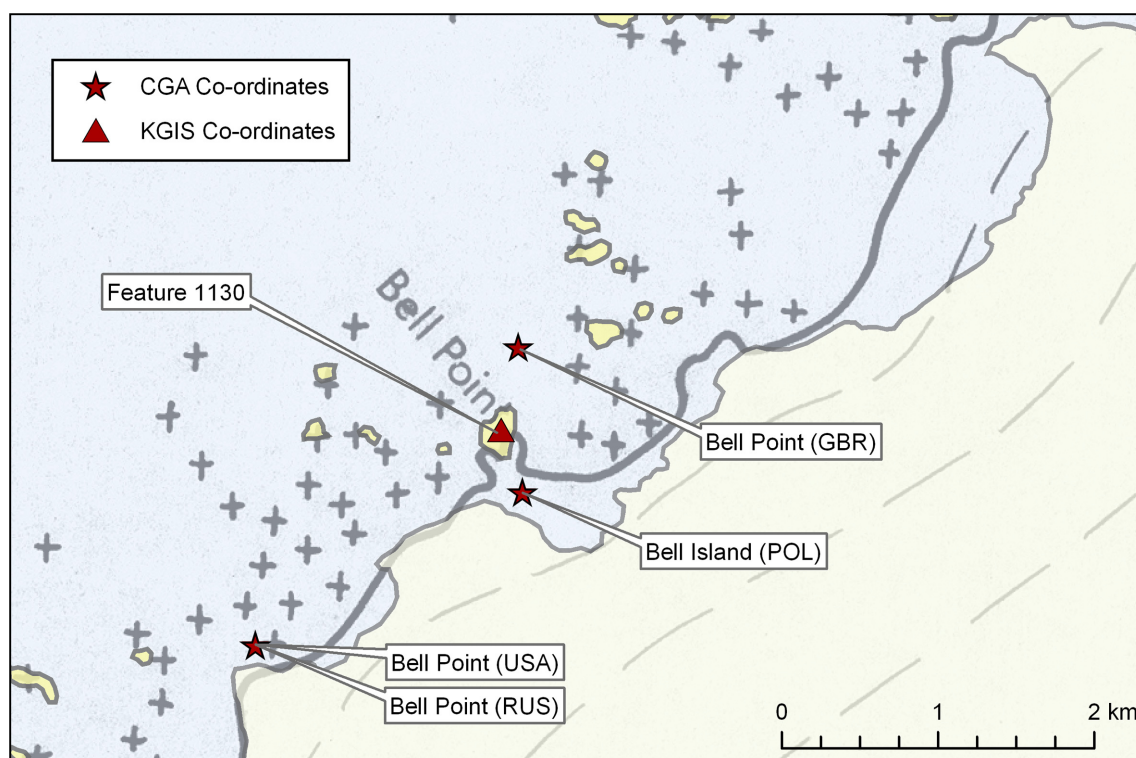 CGA Co-ordinates
KGIS Co-ordinates
Feature 1130
Bell Point
Bell Point (GBR)
Bell Island (POL)
Bell Point (USA)
Bell Point (RUS)
0 1 2 km